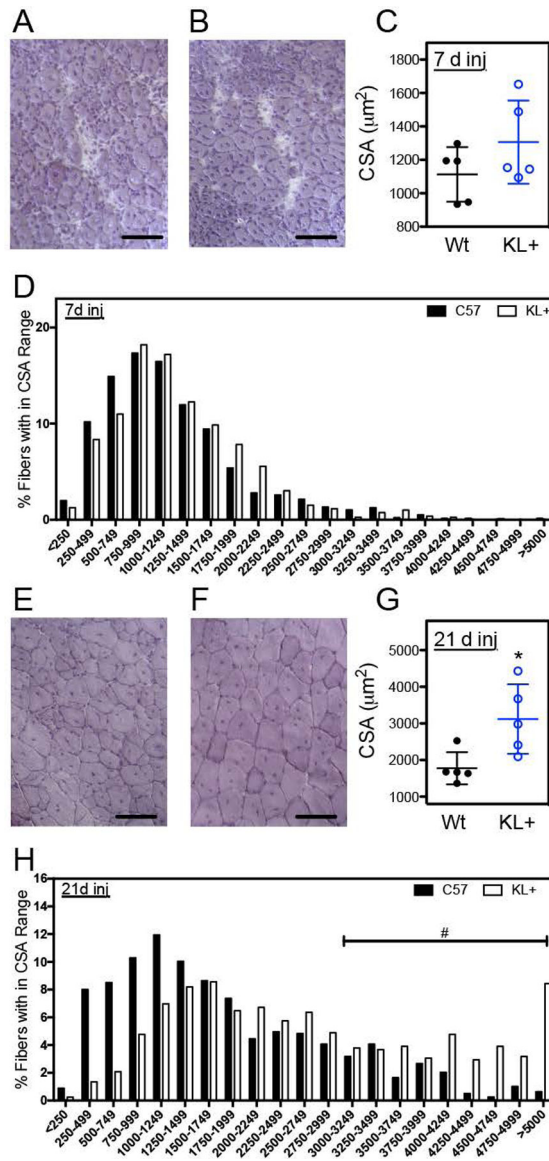 A
B
C
7 d inj
CSA (μm²)
1800
1600
1400
1200
1000
800
Wt
KL+
D
7d inj
C57
KL+
% Fibers with in CSA Range
20
10
0
<250
250-499
500-749
750-999
1000-1249
1250-1499
1500-1749
1750-1999
2000-2249
2250-2499
2500-2749
2750-2999
3000-3249
3250-3499
3500-3749
3750-3999
4000-4249
4250-4499
4500-4749
4750-4999
>5000
E
F
G
21 d inj
*
CSA (μm²)
5000
4000
3000
2000
1000
Wt
KL+
H
21d inj
C57
KL+
#
% Fibers with in CSA Range
16
14
12
10
8
6
4
2
0
<250
250-499
500-749
750-999
1000-1249
1250-1499
1500-1749
1750-1999
2000-2249
2250-2499
2500-2749
2750-2999
3000-3249
3250-3499
3500-3749
3750-3999
4000-4249
4250-4499
4500-4749
4750-4999
>5000